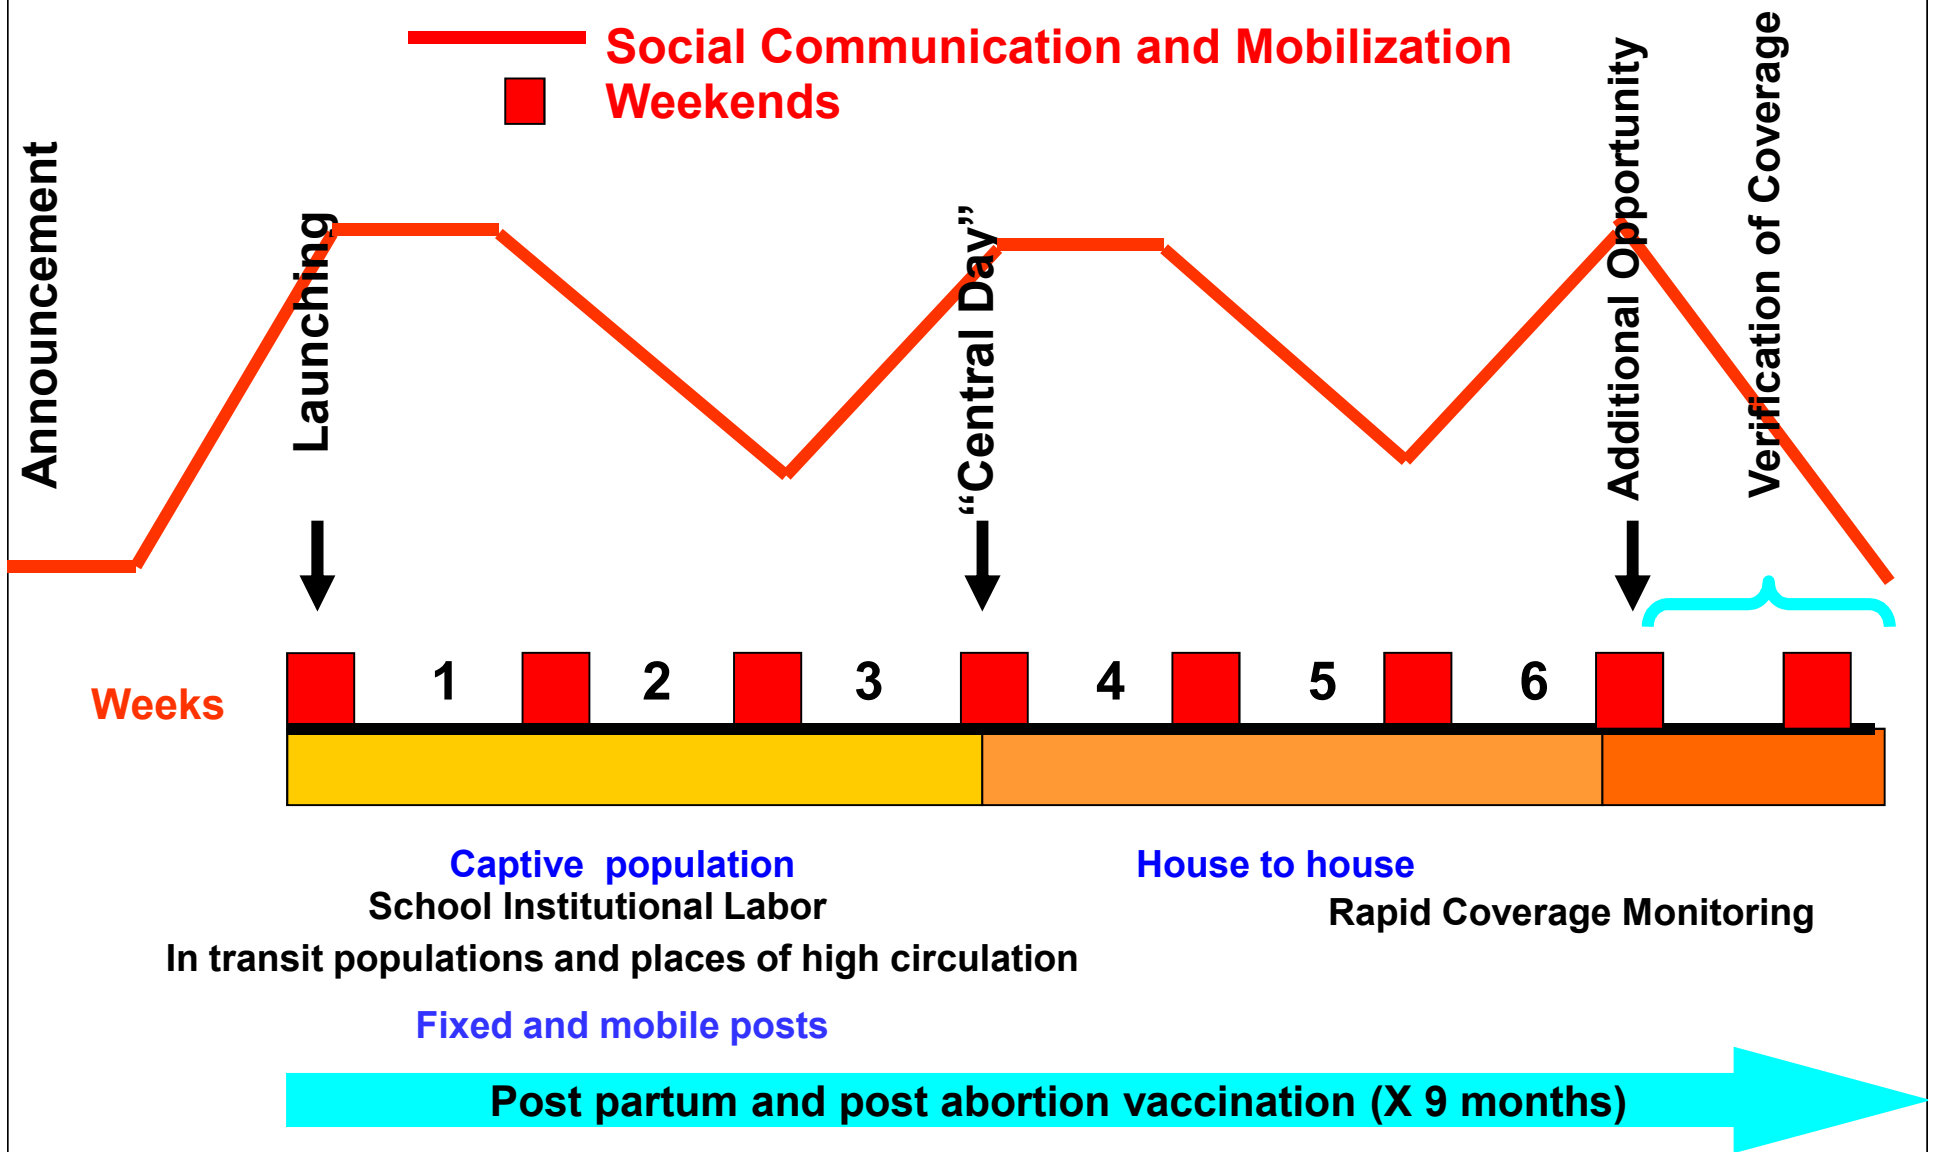 Social Communication and Mobilization
Weekends
Announcement
Launching
“Central Day”
Additional Opportunity
Verification of Coverage
Weeks
1 2 3 4 5 6
Captive population
House to house
School Institutional Labor
Rapid Coverage Monitoring
In transit populations and places of high circulation
Fixed and mobile posts
Post partum and post abortion vaccination (X 9 months)